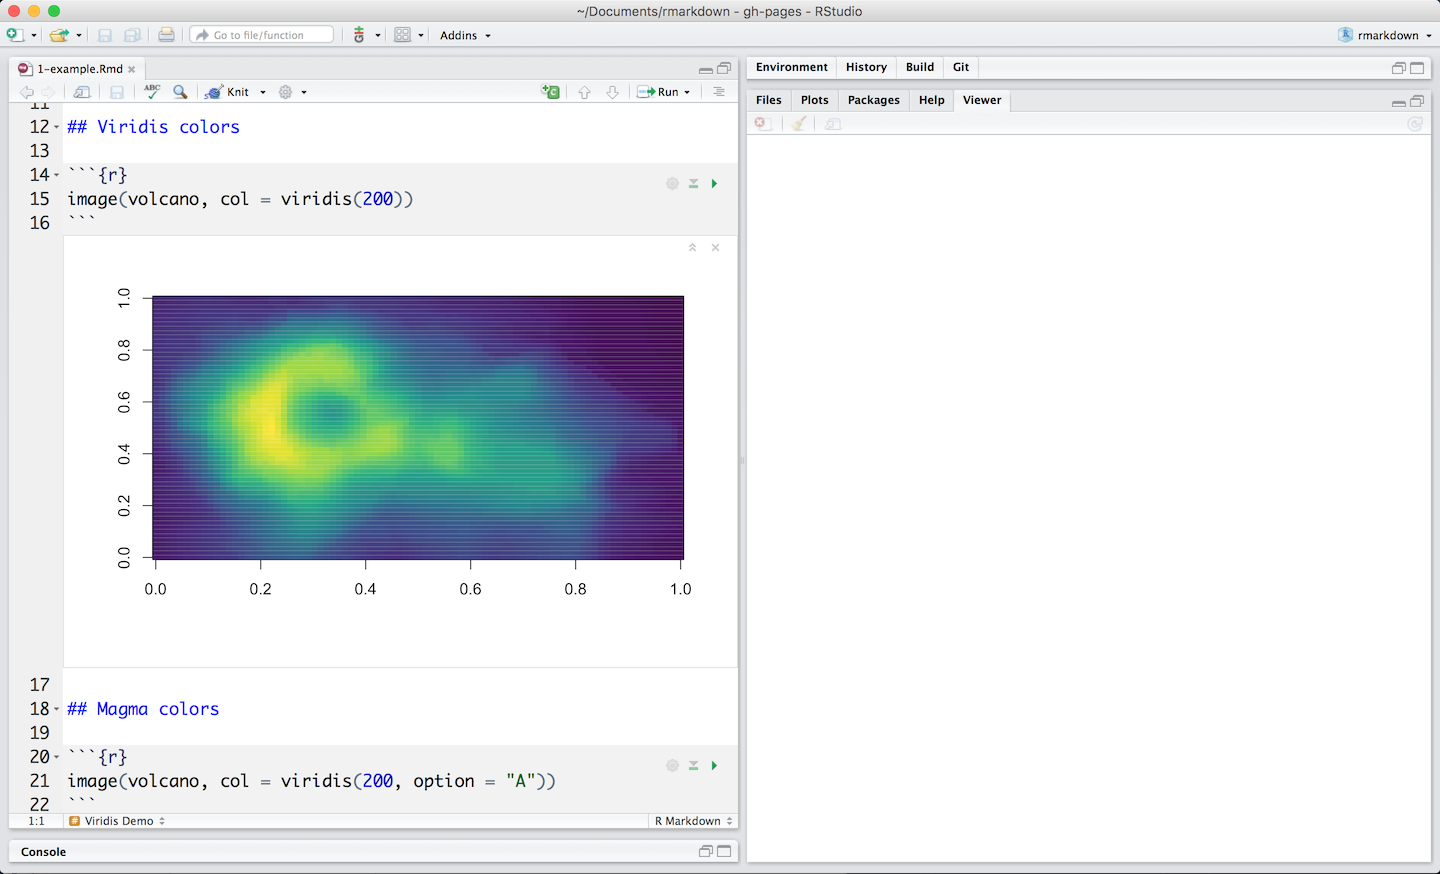 ~/Documents/rmarkdown - gh-pages - RStudio
Go to file/function
Addins
rmarkdown
1-example.Rmd
ABC
Knit
Run
11
12 ## Viridis colors
13
14 ```{r}
15 image(volcano, col = viridis(200))
16 ```
1.0
0.8
0.6
0.4
0.2
0.0
0.0 0.2 0.4 0.6 0.8 1.0
17
18 ## Magma colors
19
20 ```{r}
21 image(volcano, col = viridis(200, option = "A"))
22 ```
1:1 # Viridis Demo R Markdown
Console
Environment History Build Git
Files Plots Packages Help Viewer